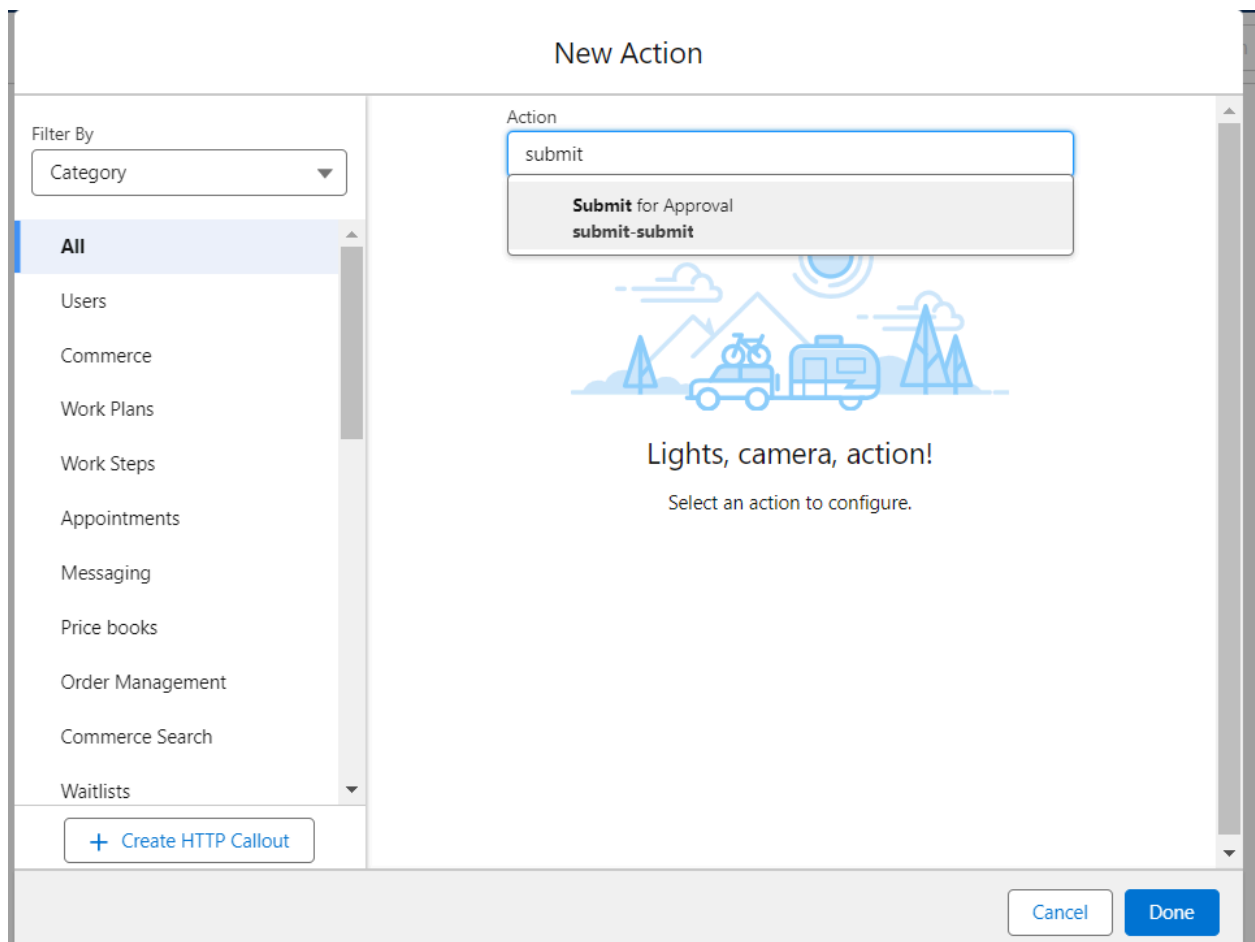 New Action
Filter By
Category
All
Users
Commerce
Work Plans
Work Steps
Appointments
Messaging
Price books
Order Management
Commerce Search
Waitlists
+ Create HTTP Callout
Action
submit
Submit for Approval
submit-submit
Lights, camera, action!
Select an action to configure.
Cancel
Done